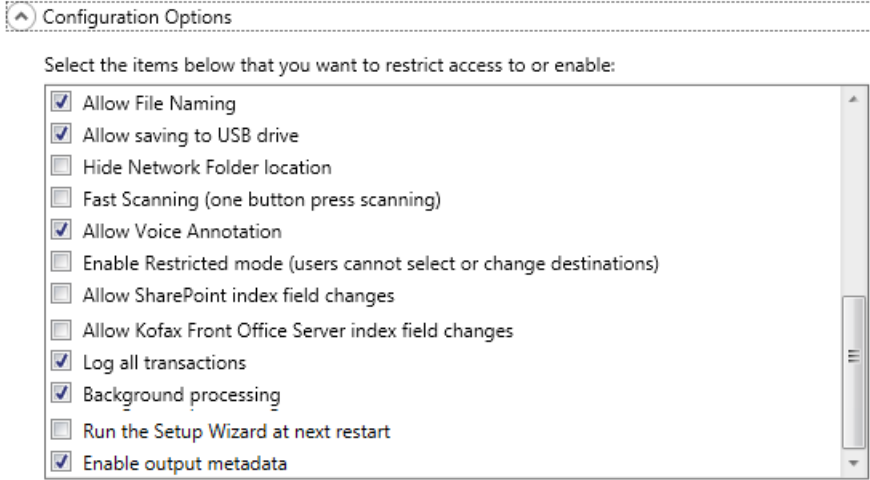 Configuration Options
Select the items below that you want to restrict access to or enable:
Allow File Naming
Allow saving to USB drive
Hide Network Folder location
Fast Scanning (one button press scanning)
Allow Voice Annotation
Enable Restricted mode (users cannot select or change destinations)
Allow SharePoint index field changes
Allow Kofax Front Office Server index field changes
Log all transactions
Background processing
Run the Setup Wizard at next restart
Enable output metadata